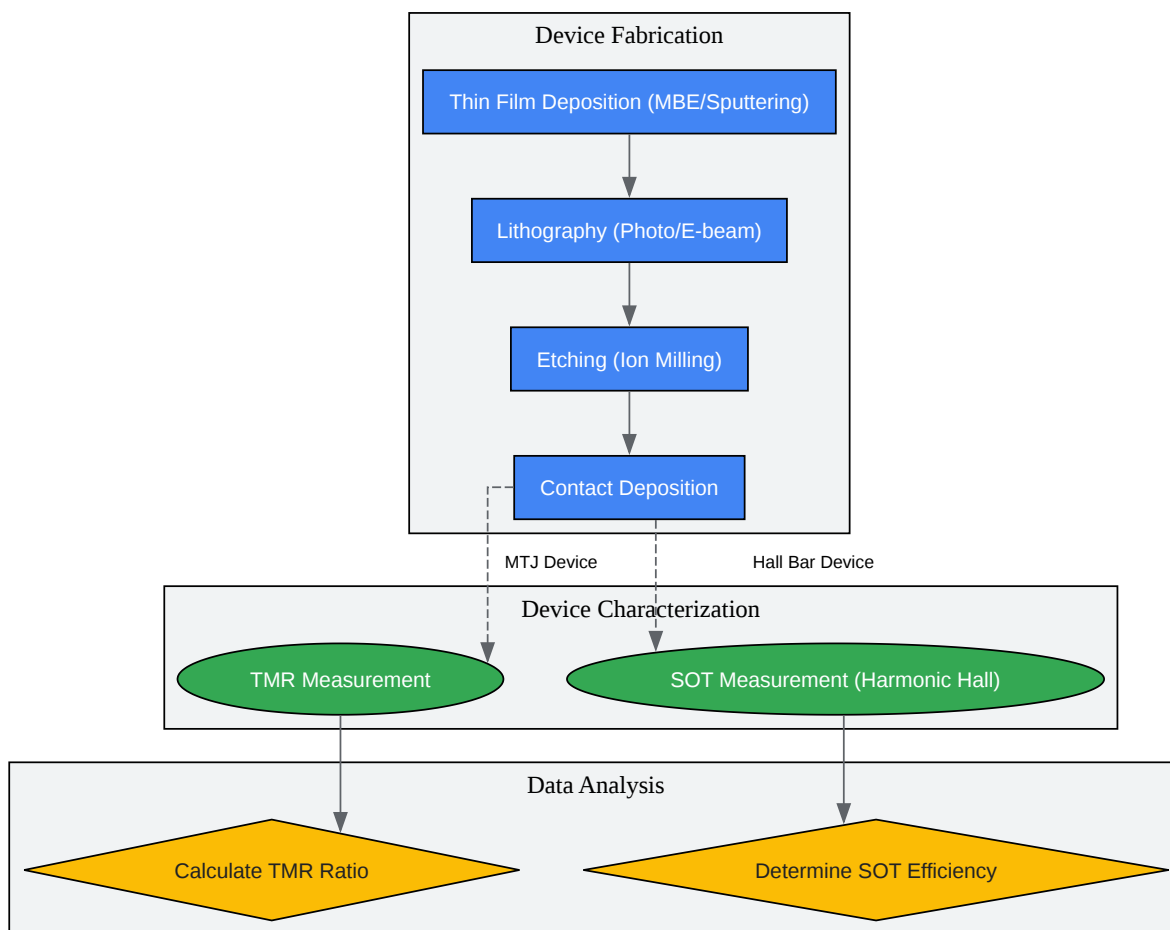 Device Fabrication
Thin Film Deposition (MBE/Sputtering)
Lithography (Photo/E-beam)
Etching (Ion Milling)
Contact Deposition
MTJ Device
Hall Bar Device
Device Characterization
TMR Measurement
SOT Measurement (Harmonic Hall)
Data Analysis
Calculate TMR Ratio
Determine SOT Efficiency